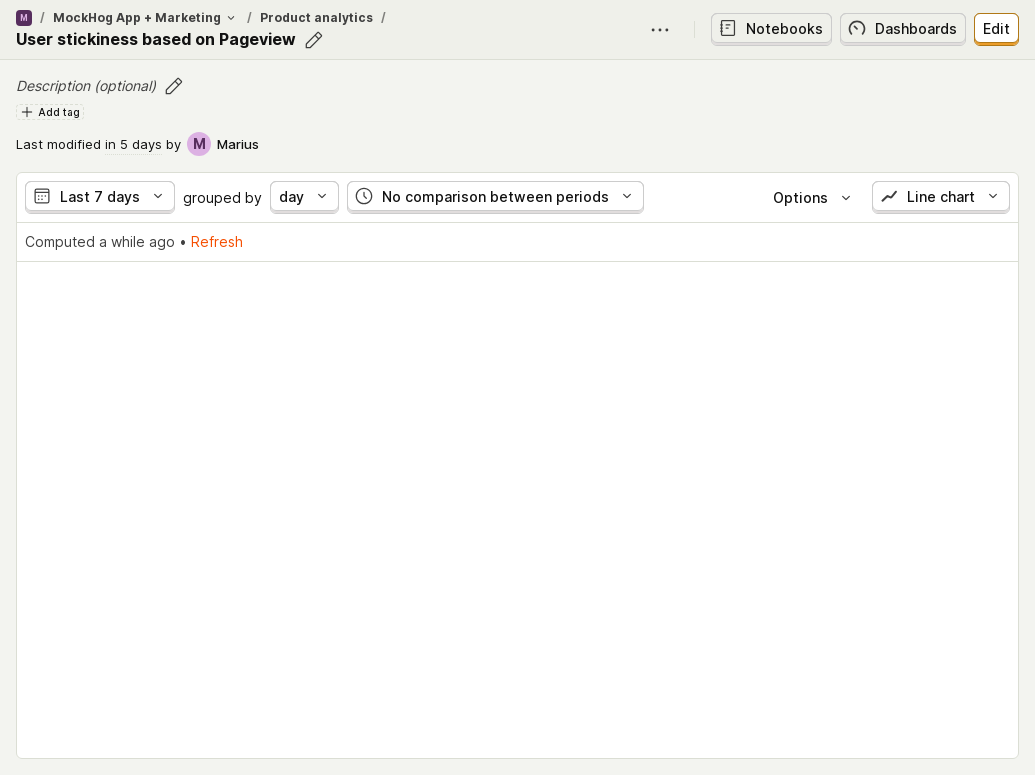 M / MockHog App + Marketing / Product analytics /
User stickiness based on Pageview
Notebooks
Dashboards
Edit
Description (optional)
Add tag
Last modified in 5 days by M Marius
Last 7 days grouped by day No comparison between periods Options Line chart
Computed a while ago • Refresh